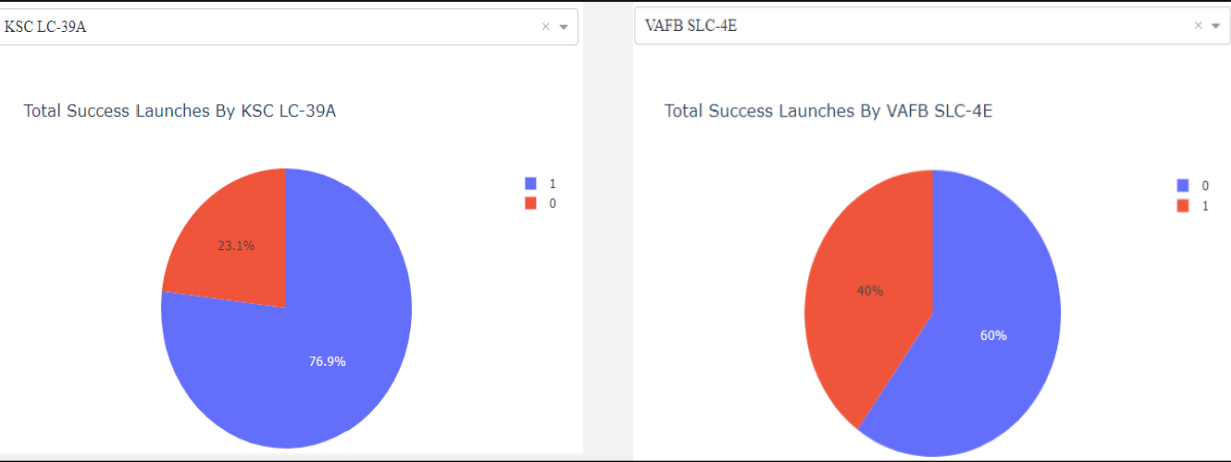 KSC LC-39A
Total Success Launches By KSC LC-39A
1
0
23.1%
76.9%
VAFB SLC-4E
Total Success Launches By VAFB SLC-4E
0
1
40%
60%